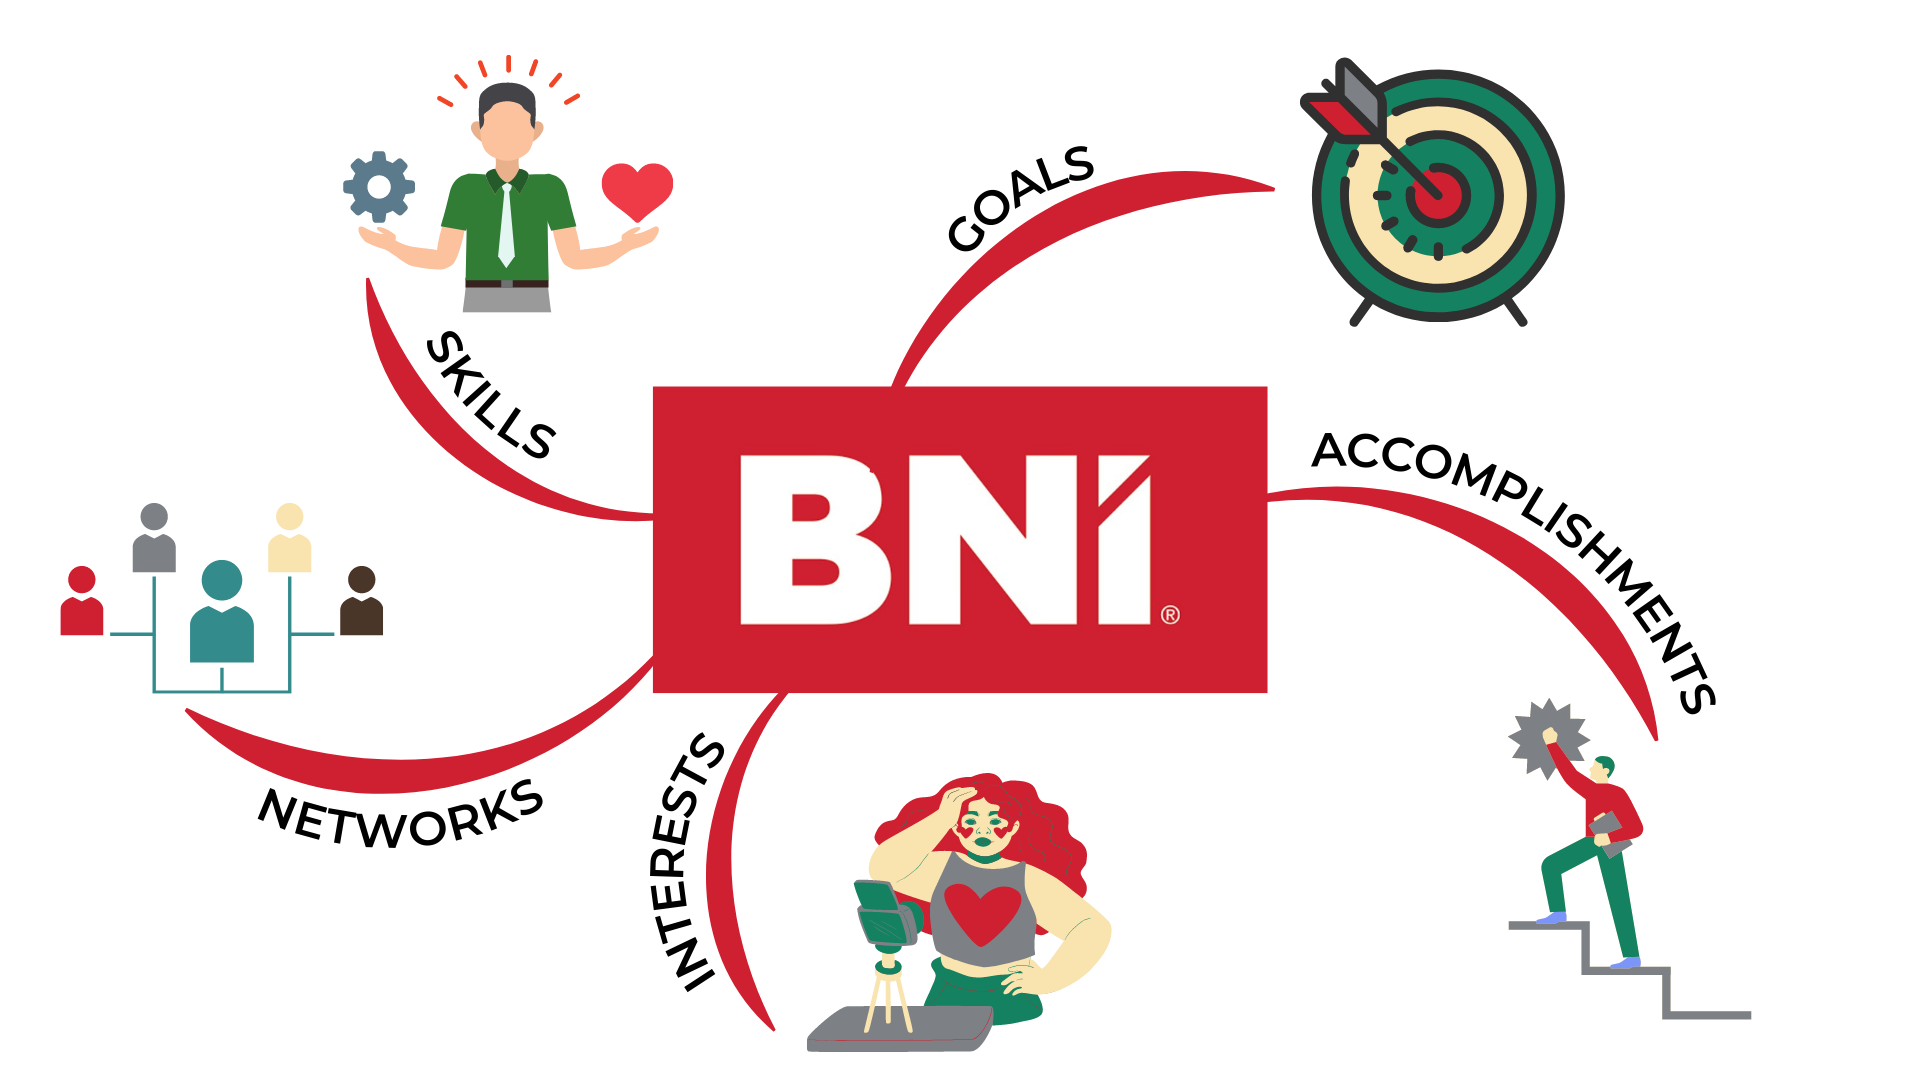 GOALS
ACCOMPLISHMENTS
SKILLS
BNI®
NETWORKS
INTERESTS